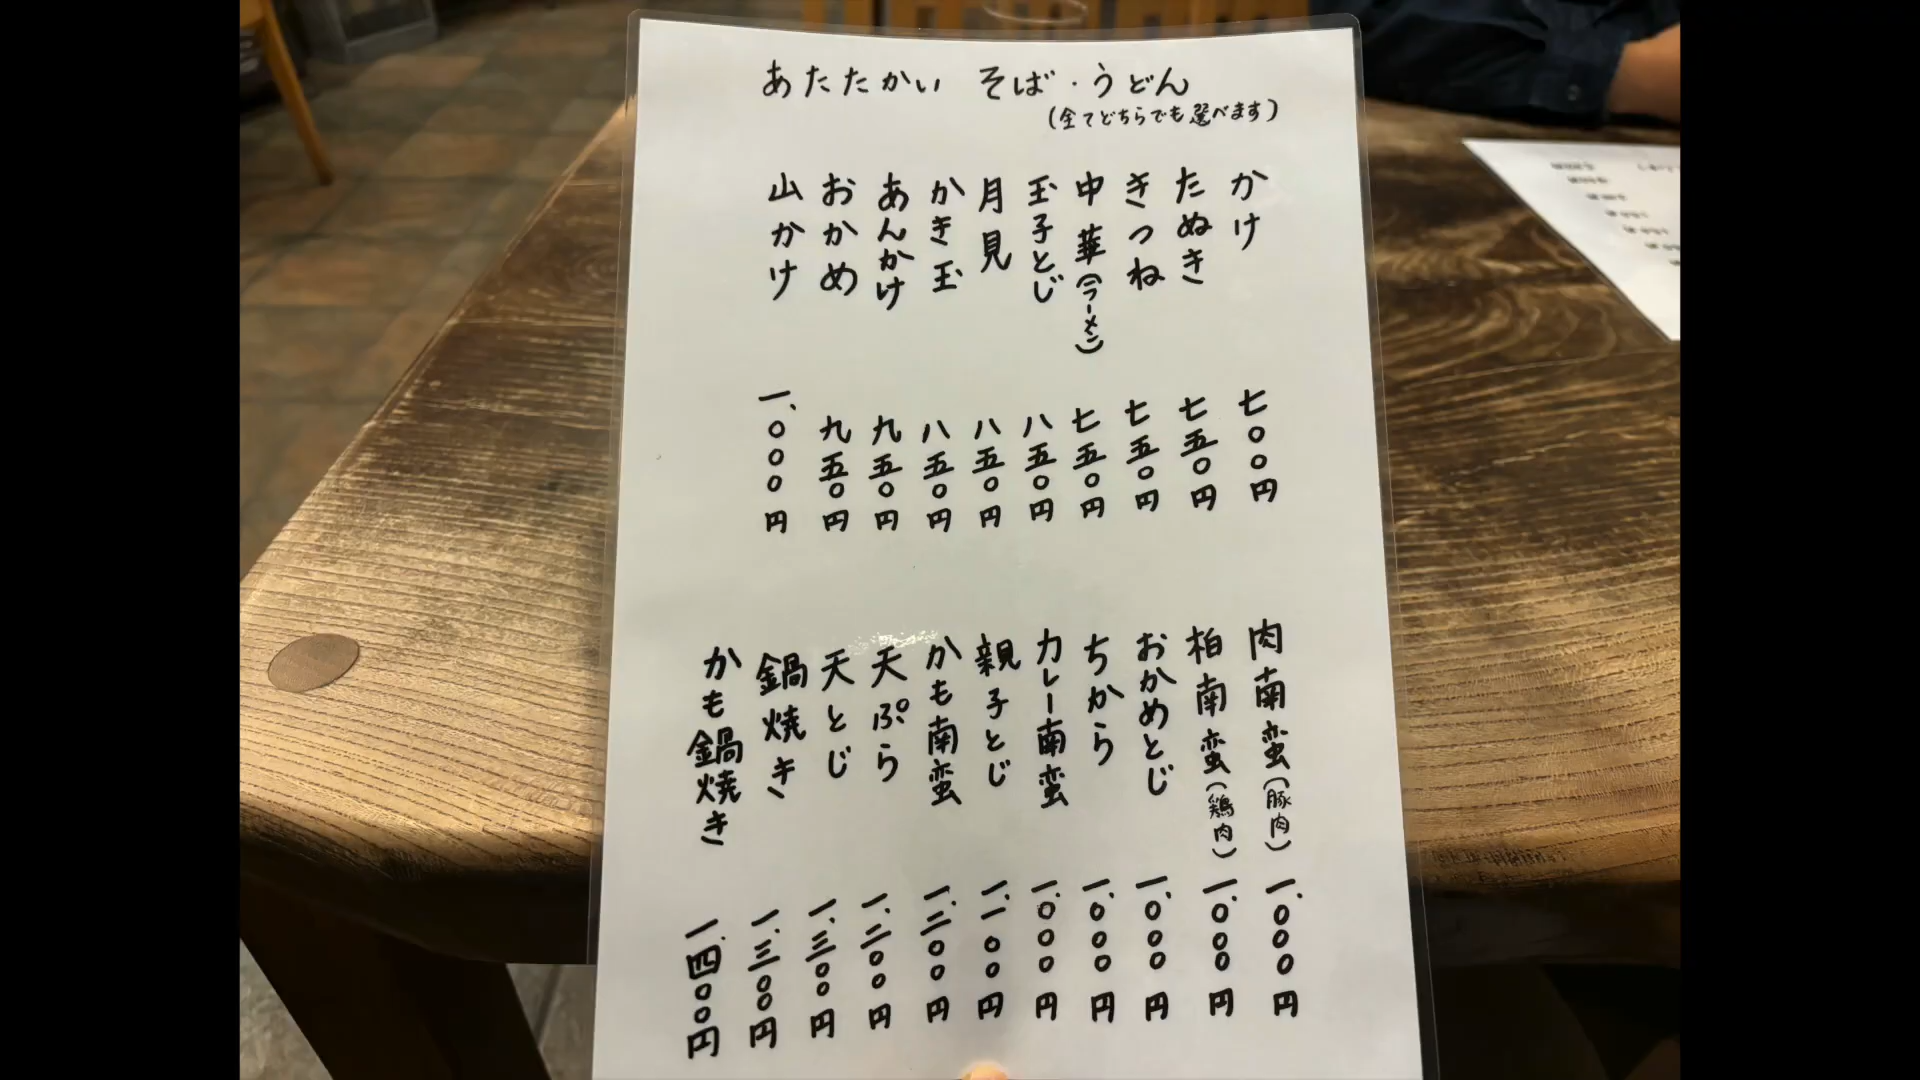 あたたかい そば・うどん
(全てどちらでも選べます)
かけ 七〇〇円
たぬき 七五〇円
きつね 七五〇円
中華(ラーメン) 七五〇円
玉子とじ 八五〇円
月見 八五〇円
かき玉 八五〇円
あんかけ 九五〇円
おかめ 九五〇円
山かけ 一、〇〇〇円
肉南蛮(豚肉) 一、〇〇〇円
柏南蛮(鶏肉) 一、〇〇〇円
おかめとじ 一、〇〇〇円
ちから 一、〇〇〇円
カレー南蛮 一、〇〇〇円
親子とじ 一、一〇〇円
かも南蛮 一、二〇〇円
天ぷら 一、二〇〇円
天とじ 一、三〇〇円
鍋焼き 一、三〇〇円
かも鍋焼き 一、四〇〇円